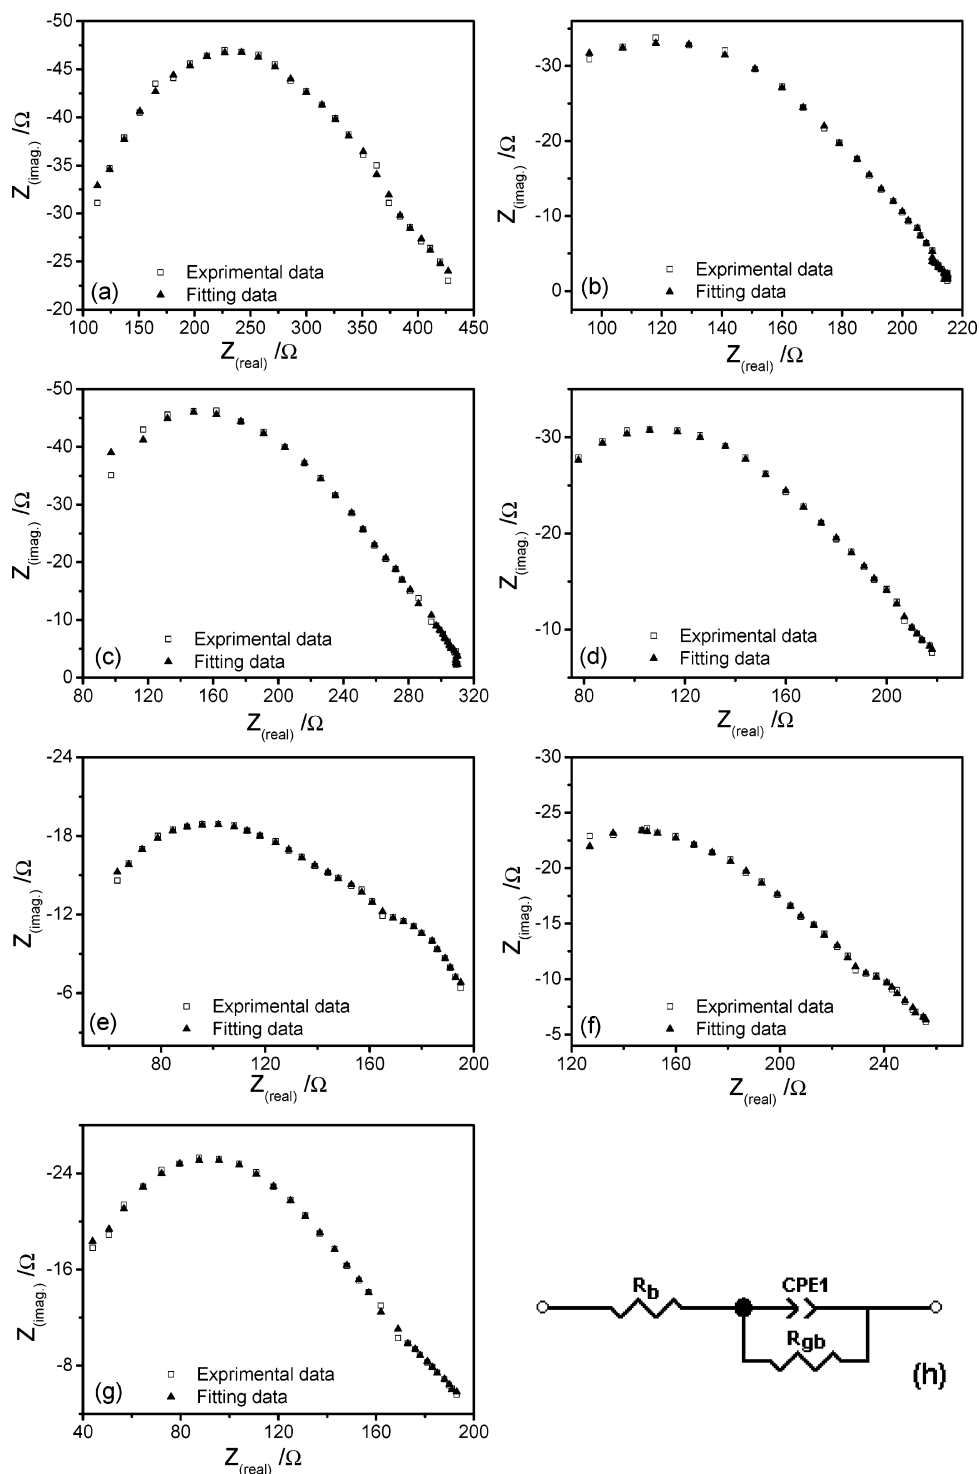 -50
-45
-40
-35
-30
-25
-20
Z(imag.) /Ω
□ Exprimental data
▲ Fitting data
(a)
100 150 200 250 300 350 400 450
Z(real) /Ω
-30
-20
-10
0
Z(imag.) /Ω
□ Exprimental data
▲ Fitting data
(b)
100 120 140 160 180 200 220
Z(real) /Ω
-50
-40
-30
-20
-10
0
Z(imag.) /Ω
□ Exprimental data
▲ Fitting data
(c)
80 120 160 200 240 280 320
Z(real) /Ω
-30
-20
-10
Z(imag.) /Ω
□ Exprimental data
▲ Fitting data
(d)
80 120 160 200
Z(real) /Ω
-24
-18
-12
-6
Z(imag.) /Ω
□ Exprimental data
▲ Fitting data
(e)
80 120 160 200
Z(real) /Ω
-30
-25
-20
-15
-10
-5
Z(imag.) /Ω
□ Exprimental data
▲ Fitting data
(f)
120 160 200 240
Z(real) /Ω
-24
-16
-8
Z(imag.) /Ω
□ Exprimental data
▲ Fitting data
(g)
40 80 120 160 200
Z(real) /Ω
Rb
CPE1
Rgb
(h)